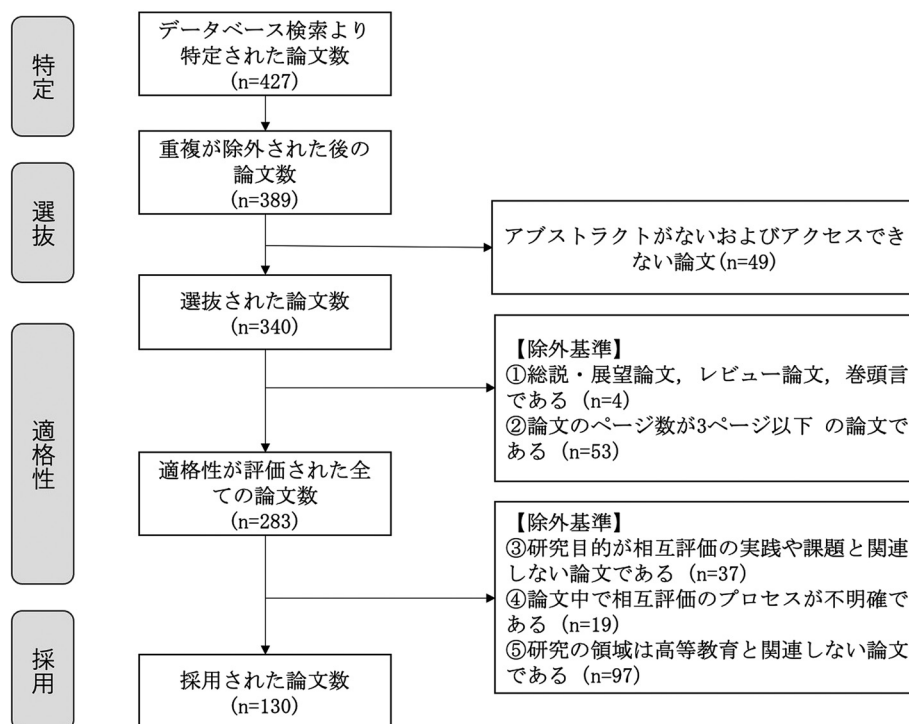 特定
データベース検索より
特定された論文数
(n=427)
重複が除外された後の
論文数
(n=389)
選抜
アブストラクトがないおよびアクセスでき
ない論文(n=49)
選抜された論文数
(n=340)
適格性
【除外基準】
①総説・展望論文, レビュー論文, 巻頭言
である (n=4)
②論文のページ数が3ページ以下 の論文で
ある (n=53)
適格性が評価された全
ての論文数
(n=283)
【除外基準】
③研究目的が相互評価の実践や課題と関連
しない論文である (n=37)
④論文中で相互評価のプロセスが不明確で
ある (n=19)
⑤研究の領域は高等教育と関連しない論文
である (n=97)
採用
採用された論文数
(n=130)